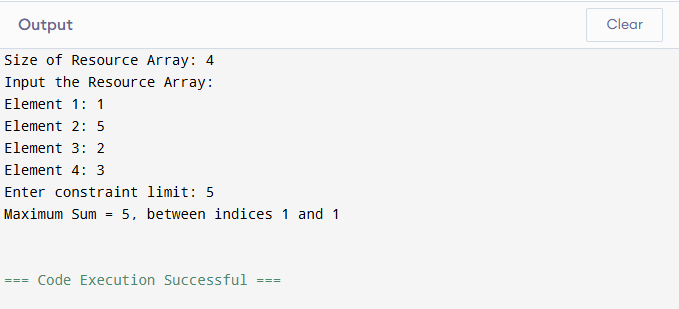 Output
Clear
Size of Resource Array: 4
Input the Resource Array:
Element 1: 1
Element 2: 5
Element 3: 2
Element 4: 3
Enter constraint limit: 5
Maximum Sum = 5, between indices 1 and 1
=== Code Execution Successful ===